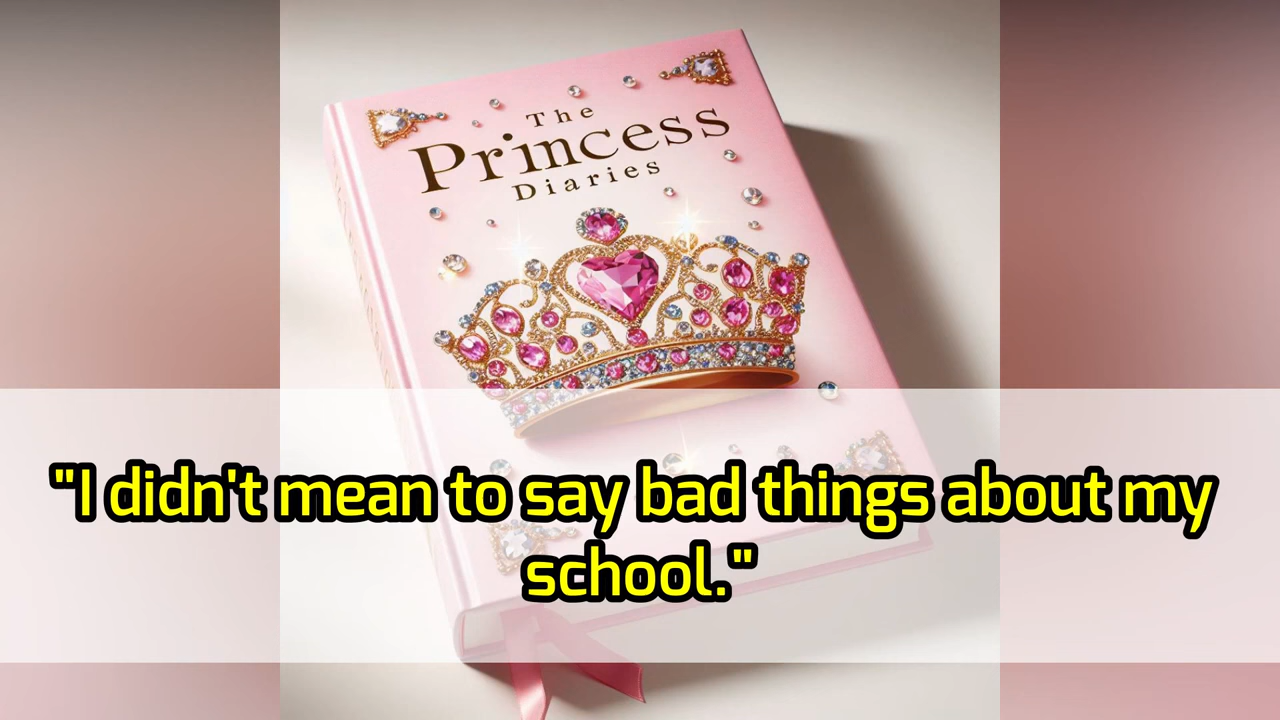 The
Princess
Diaries
"I didn't mean to say bad things about my
school."